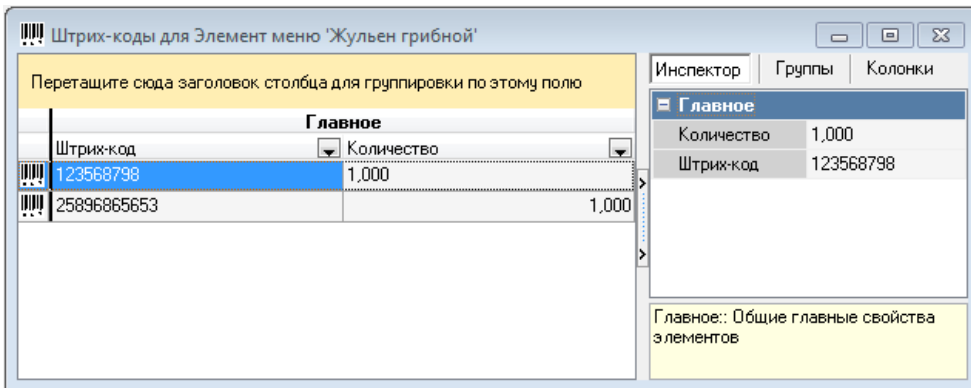 Штрих-коды для Элемент меню 'Жульен грибной'
Перетащите сюда заголовок столбца для группировки по этому полю
Главное
Штрих-код Количество
123568798 1,000
25896865653 1,000
Инспектор Группы Колонки
Главное
Количество 1,000
Штрих-код 123568798
Главное:: Общие главные свойства
элементов